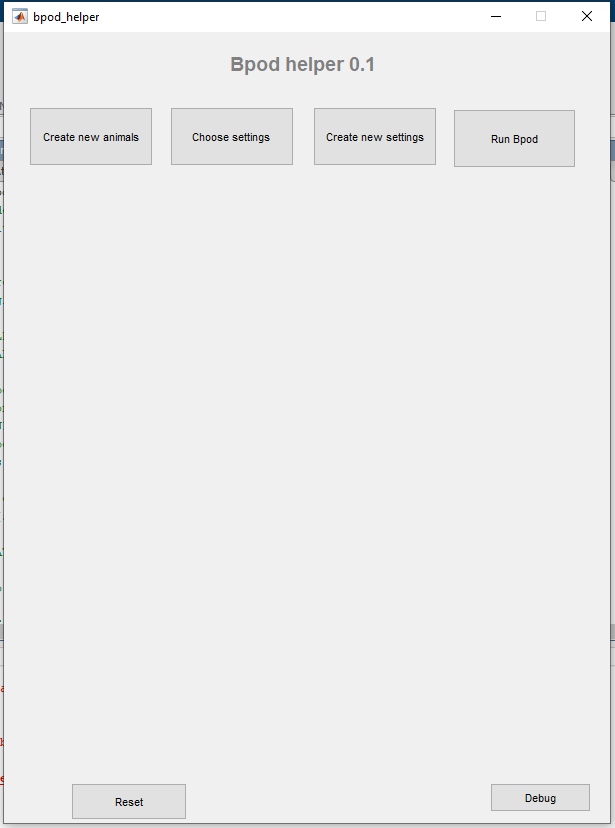 bpod_helper
Bpod helper 0.1
Create new animals
Choose settings
Create new settings
Run Bpod
Reset
Debug